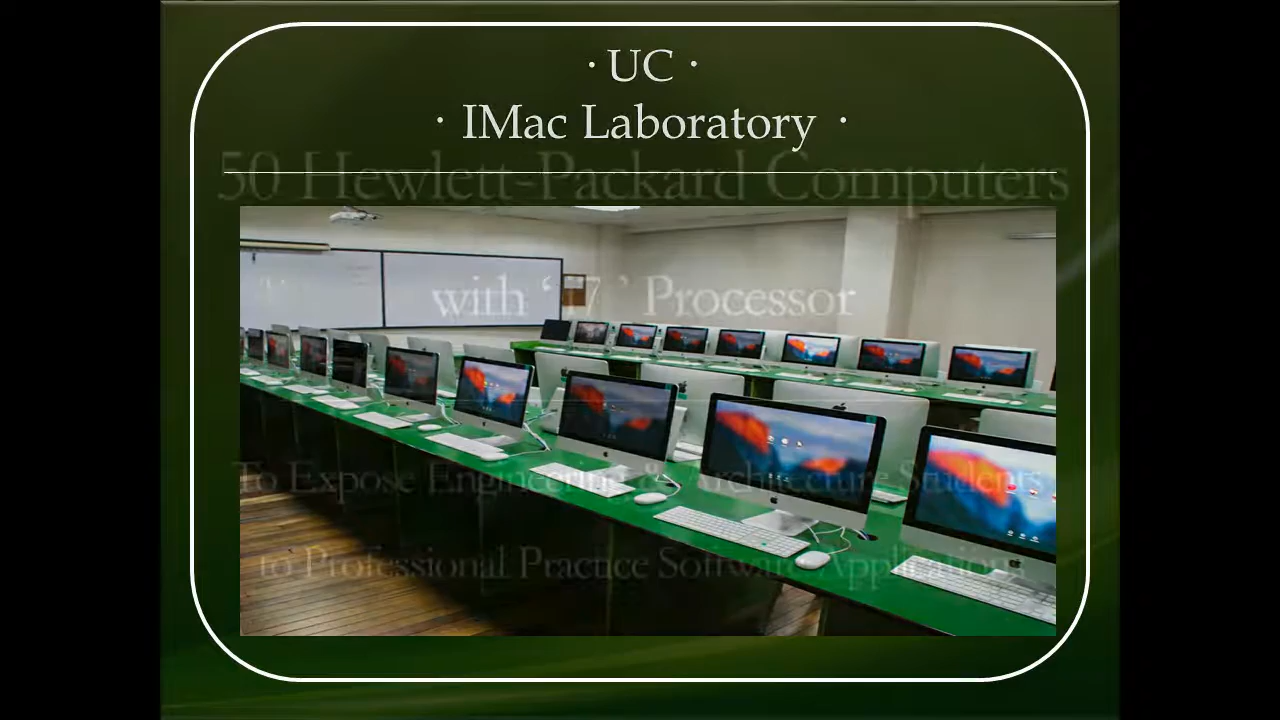 · UC ·
· IMac Laboratory ·
50 Hewlett-Packard Computers
with ‘ i7 ’ Processor
To Expose Engineering & Architecture Students
to Professional Practice Software Applications